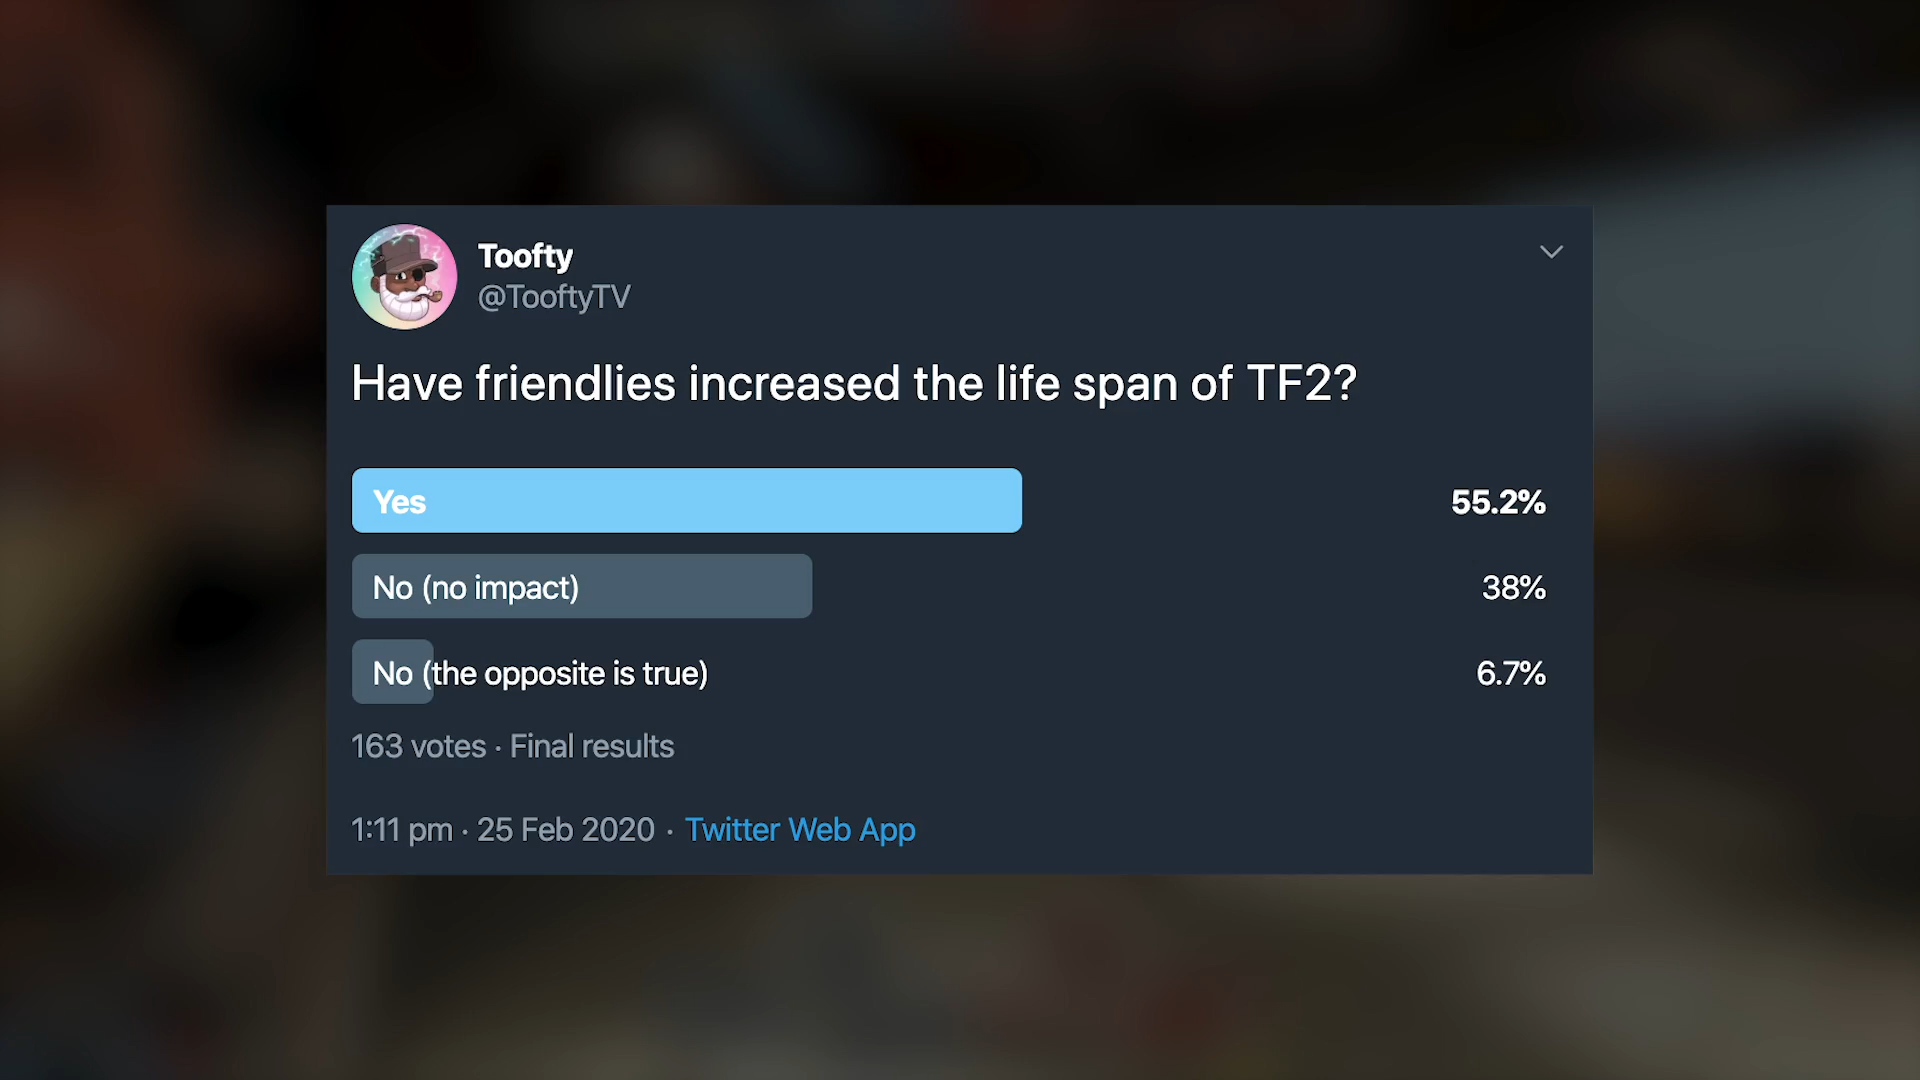 Toofty
@TooftyTV
Have friendlies increased the life span of TF2?
Yes 55.2%
No (no impact) 38%
No (the opposite is true) 6.7%
163 votes · Final results
1:11 pm · 25 Feb 2020 · Twitter Web App